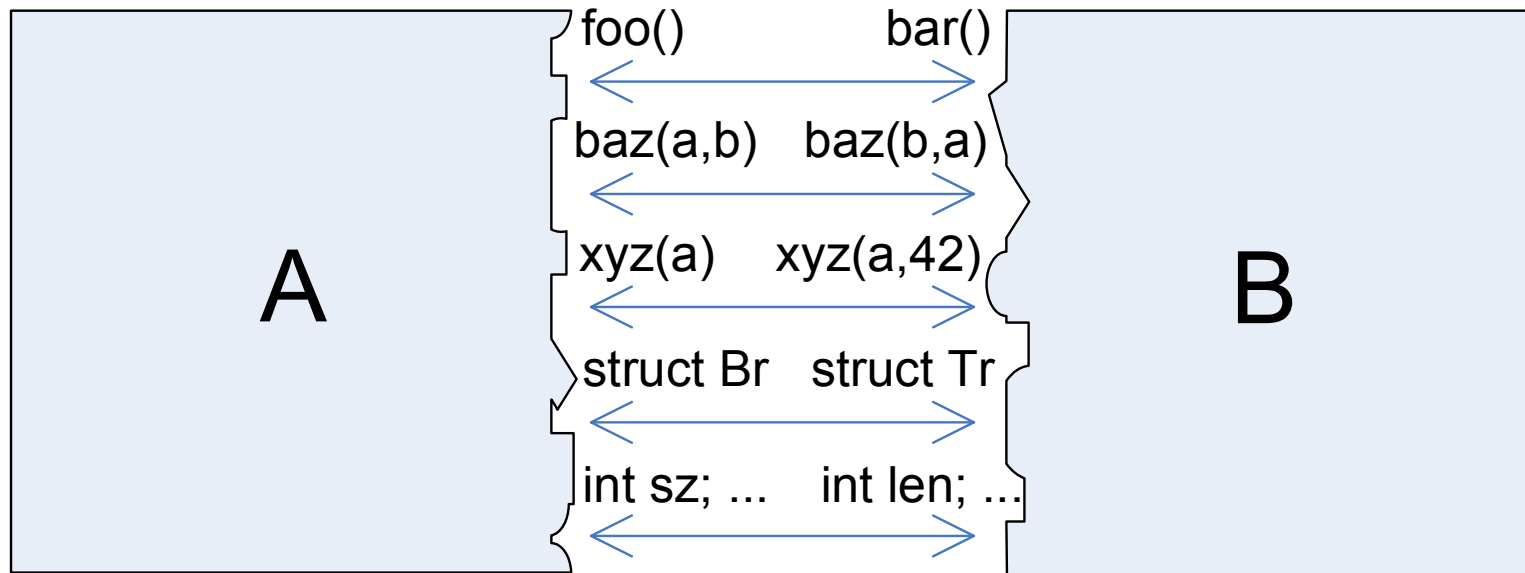 foo() bar()
baz(a,b) baz(b,a)
xyz(a) xyz(a,42)
A B
struct Br struct Tr
int sz; ... int len; ...